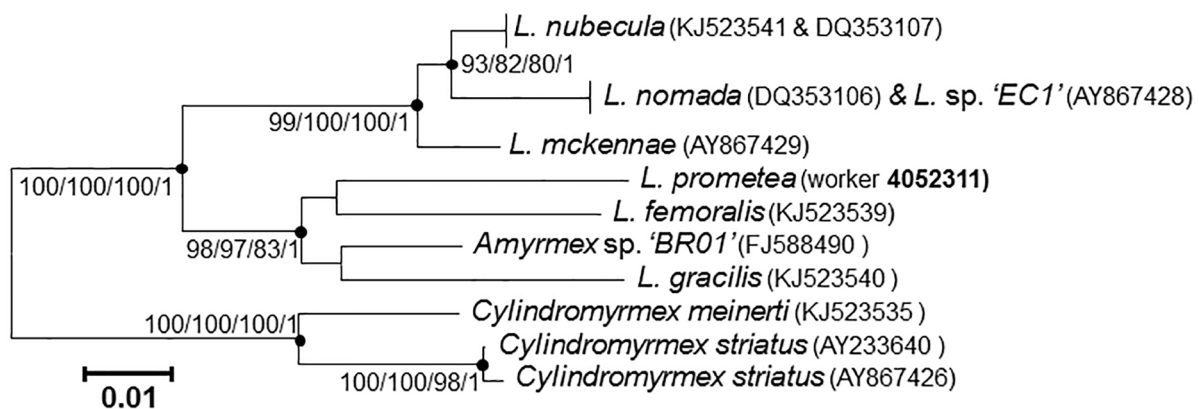 L. nubecula (KJ523541 & DQ353107)
93/82/80/1
L. nomada (DQ353106) & L. sp. ‘EC1’ (AY867428)
99/100/100/1
L. mckennae (AY867429)
100/100/100/1
L. prometea (worker 4052311)
L. femoralis (KJ523539)
98/97/83/1
Amyrmex sp. ‘BR01’ (FJ588490 )
L. gracilis (KJ523540 )
Cylindromyrmex meinerti (KJ523535 )
100/100/100/1
Cylindromyrmex striatus (AY233640 )
100/100/98/1
Cylindromyrmex striatus (AY867426)
0.01